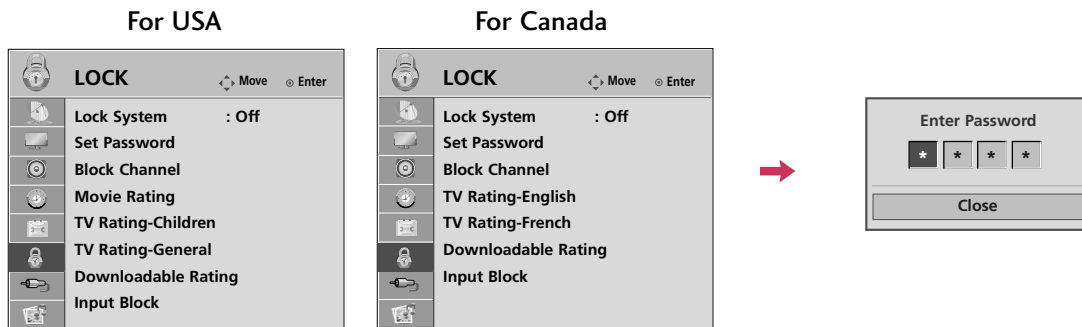 For USA
LOCK
Move
Enter
Lock System : Off
Set Password
Block Channel
Movie Rating
TV Rating-Children
TV Rating-General
Downloadable Rating
Input Block
For Canada
LOCK
Move
Enter
Lock System : Off
Set Password
Block Channel
TV Rating-English
TV Rating-French
Downloadable Rating
Input Block
Enter Password
* * * *
Close